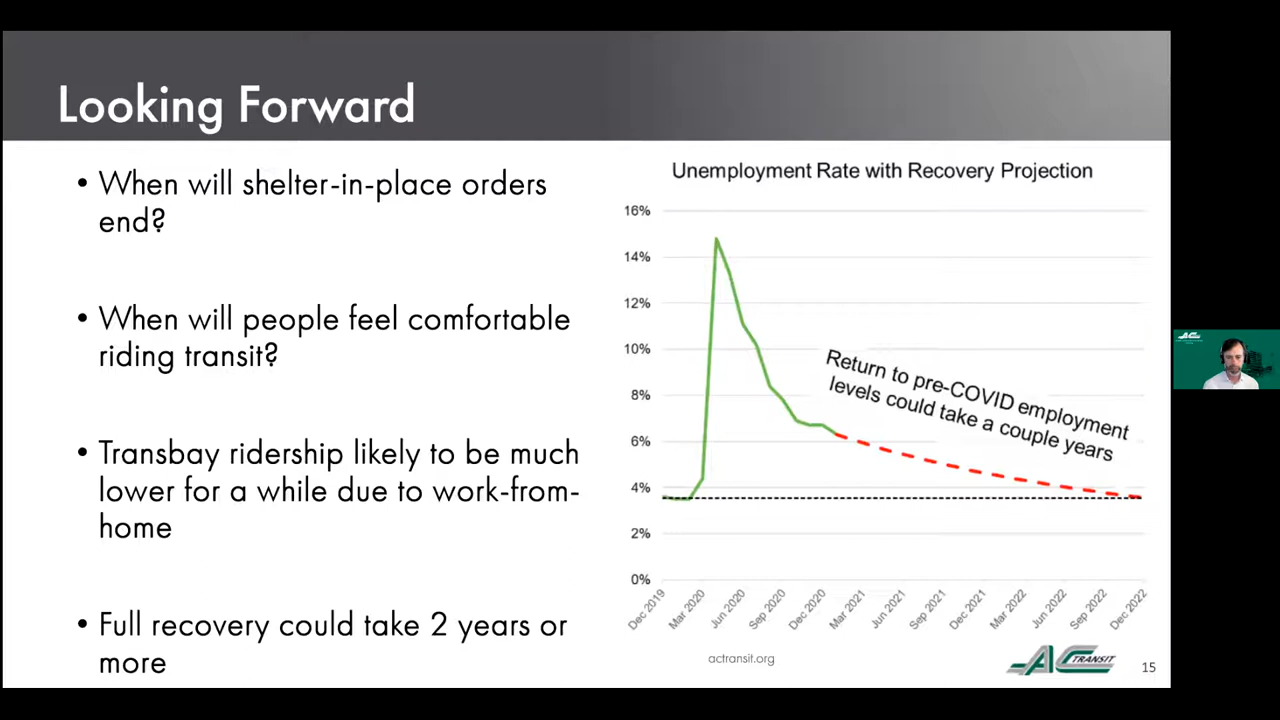 Looking Forward
• When will shelter-in-place orders
end?
• When will people feel comfortable
riding transit?
• Transbay ridership likely to be much
lower for a while due to work-from-
home
• Full recovery could take 2 years or
more
Unemployment Rate with Recovery Projection
16%
14%
12%
10%
8%
6%
4%
2%
0%
Return to pre-COVID employment
levels could take a couple years
Dec 2019
Mar 2020
Jun 2020
Sep 2020
Dec 2020
Mar 2021
Jun 2021
Sep 2021
Dec 2021
Mar 2022
Jun 2022
Sep 2022
Dec 2022
actransit.org
AC TRANSIT
15